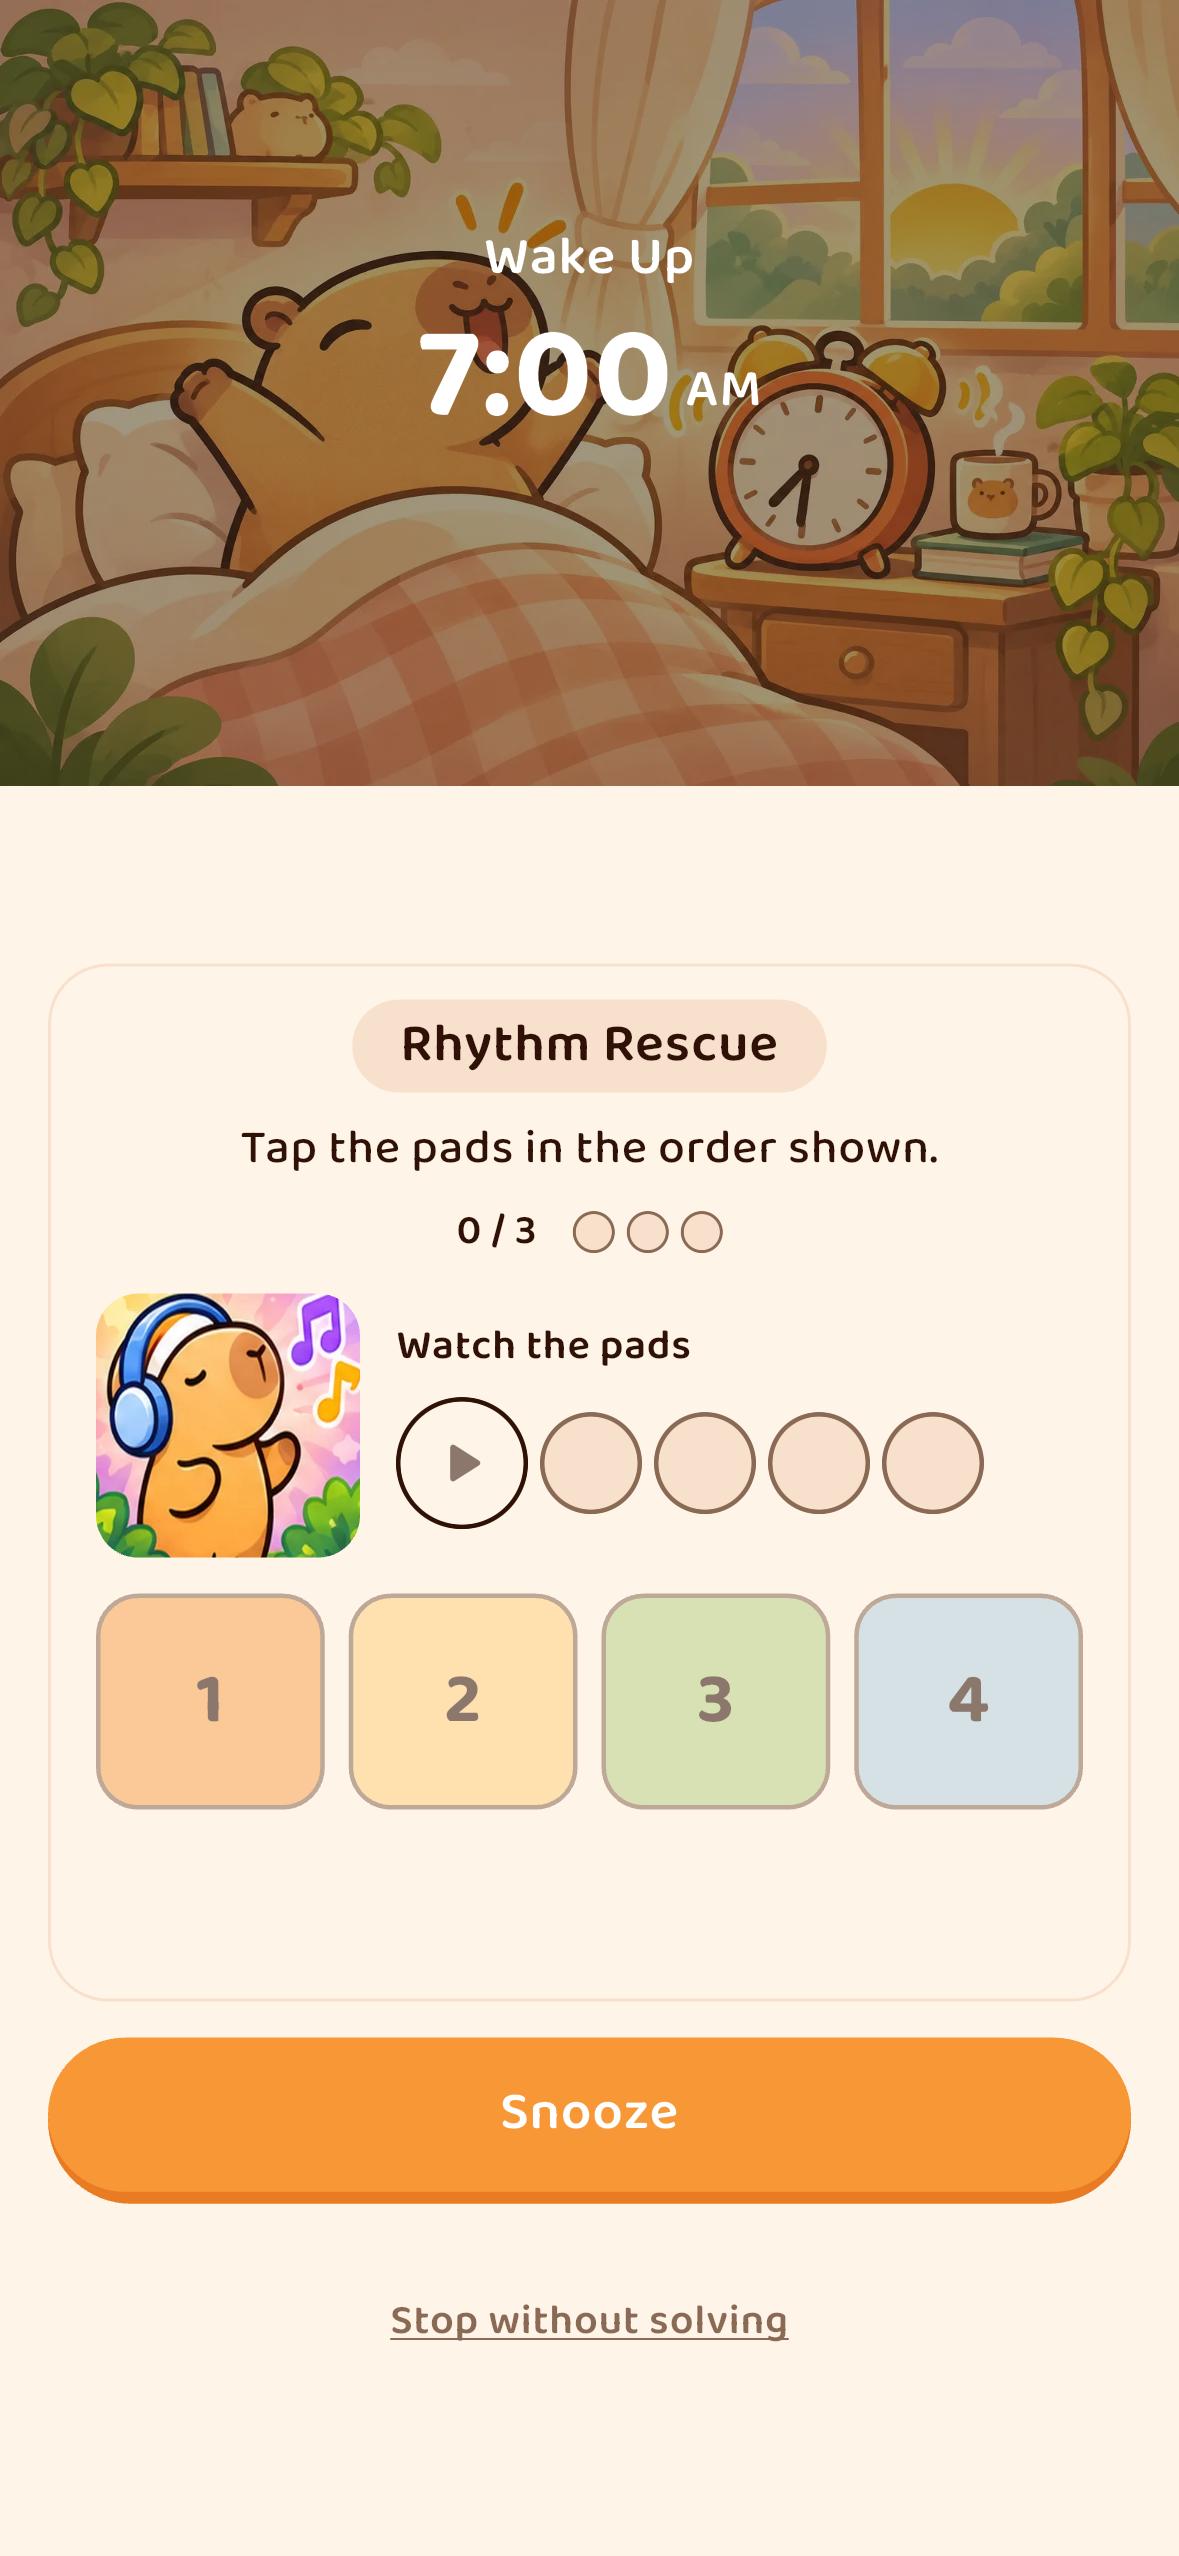 Wake Up
7:00 AM
Rhythm Rescue
Tap the pads in the order shown.
0 / 3
Watch the pads
1 2 3 4
Snooze
Stop without solving